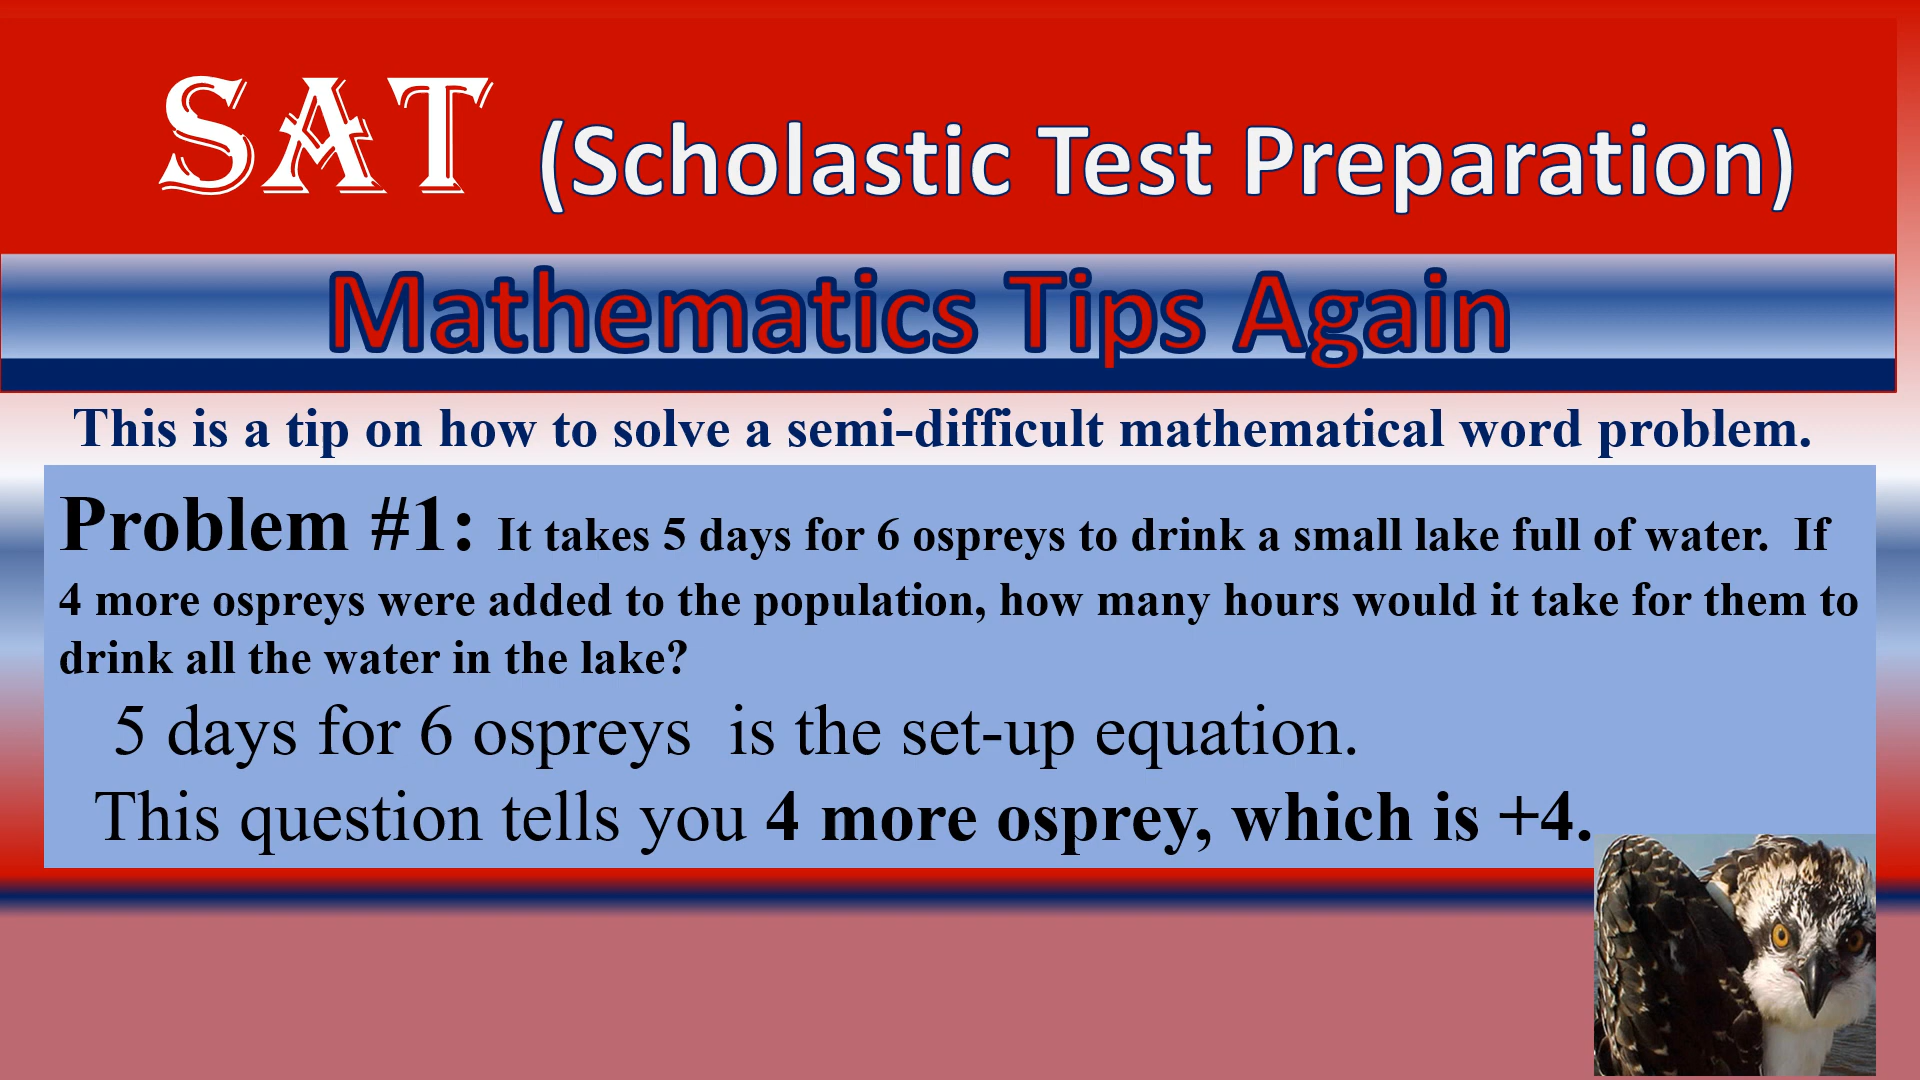 SAT (Scholastic Test Preparation)
Mathematics Tips Again
This is a tip on how to solve a semi-difficult mathematical word problem.
Problem #1: It takes 5 days for 6 ospreys to drink a small lake full of water. If
4 more ospreys were added to the population, how many hours would it take for them to
drink all the water in the lake?
5 days for 6 ospreys is the set-up equation.
This question tells you 4 more osprey, which is +4.